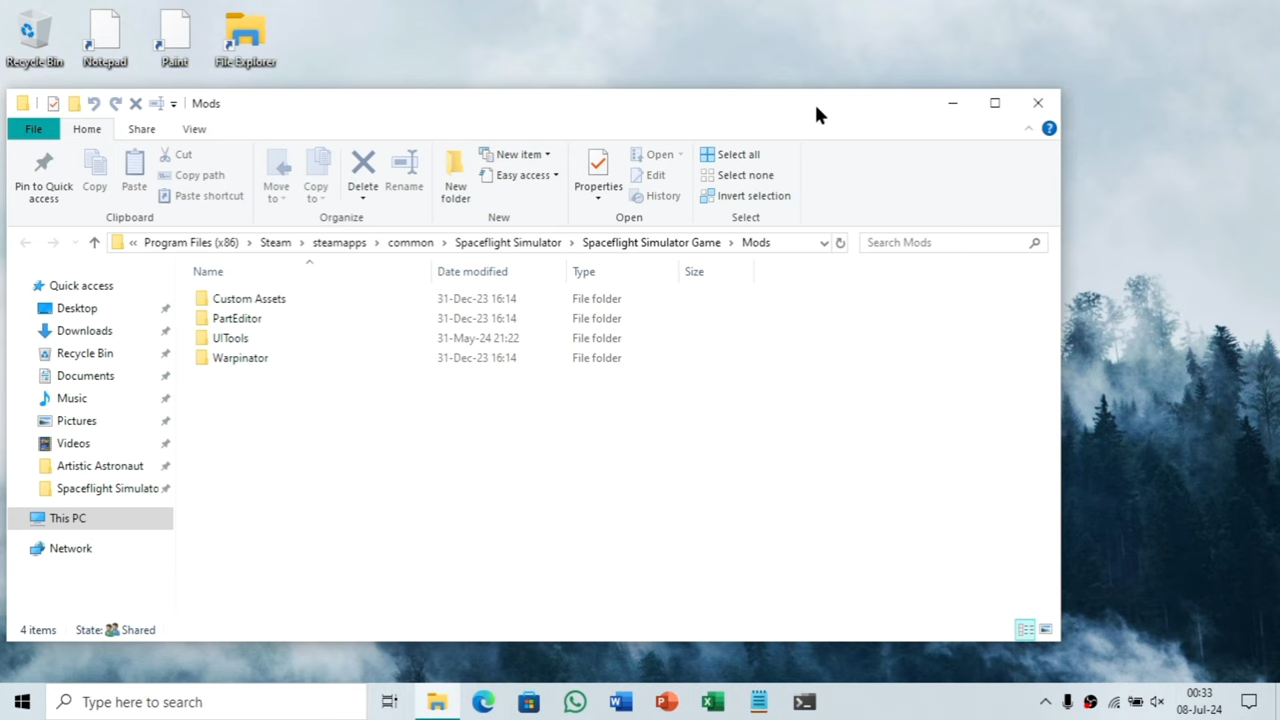 Recycle Bin Notepad Paint File Explorer
Mods
File Home Share View
Pin to Quick access
Copy
Paste
Cut
Copy path
Paste shortcut
Clipboard
Move to
Copy to
Delete
Rename
Organize
New folder
New item
Easy access
New
Properties
Open
Edit
History
Open
Select all
Select none
Invert selection
Select
« Program Files (x86) › Steam › steamapps › common › Spaceflight Simulator › Spaceflight Simulator Game › Mods
Search Mods
Name Date modified Type Size
Custom Assets 31-Dec-23 16:14 File folder
PartEditor 31-Dec-23 16:14 File folder
UITools 31-May-24 21:22 File folder
Warpinator 31-Dec-23 16:14 File folder
Quick access
Desktop
Downloads
Recycle Bin
Documents
Music
Pictures
Videos
Artistic Astronaut
Spaceflight Simulato
This PC
Network
4 items State: Shared
Type here to search
00:33
08-Jul-24